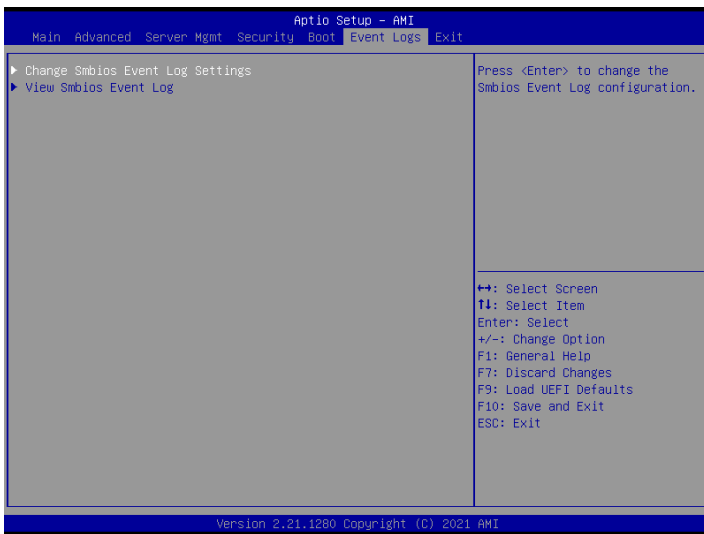 Aptio Setup – AMI
Main Advanced Server Mgmt Security Boot Event Logs Exit
▶ Change Smbios Event Log Settings
▶ View Smbios Event Log
Press <Enter> to change the
Smbios Event Log configuration.
↔: Select Screen
↑↓: Select Item
Enter: Select
+/-: Change Option
F1: General Help
F7: Discard Changes
F9: Load UEFI Defaults
F10: Save and Exit
ESC: Exit
Version 2.21.1280 Copyright (C) 2021 AMI